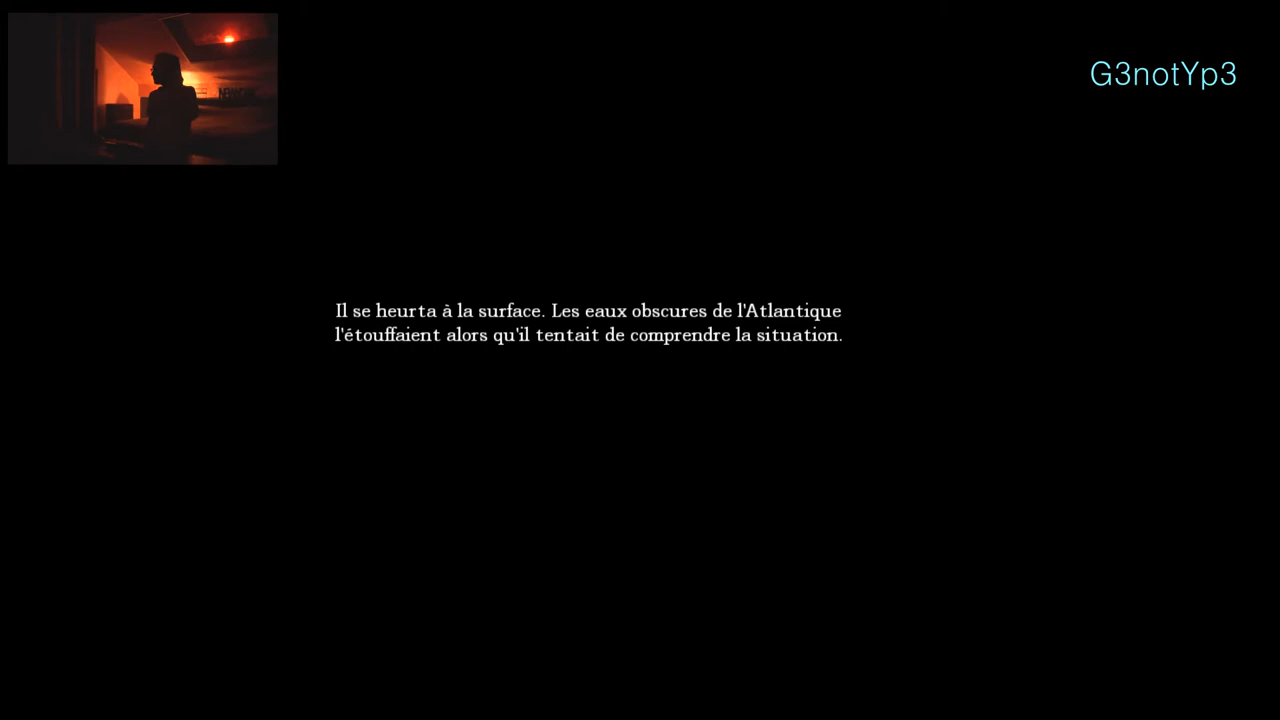 G3notYp3
Il se heurta à la surface. Les eaux obscures de l'Atlantique
l'étouffaient alors qu'il tentait de comprendre la situation.